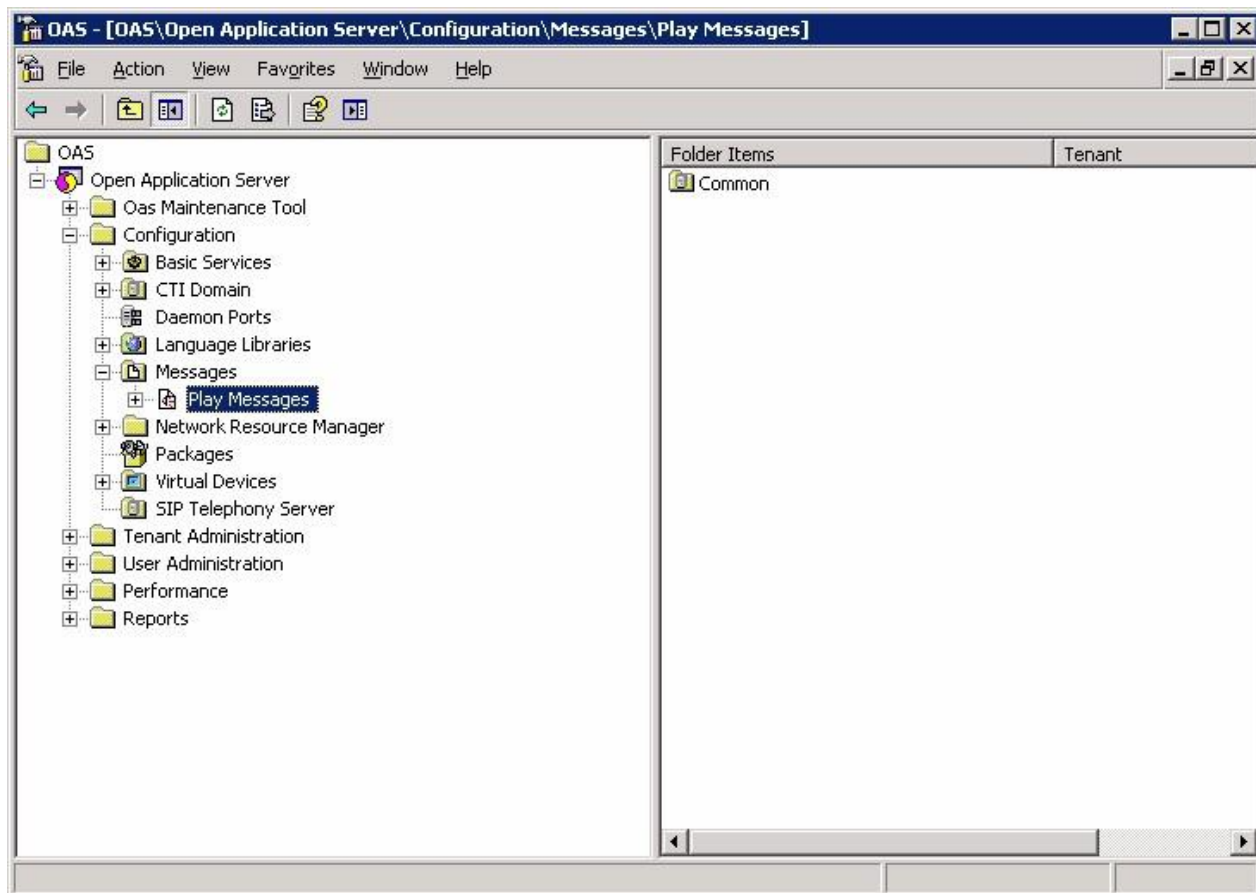 OAS - [OAS\Open Application Server\Configuration\Messages\Play Messages]
File Action View Favorites Window Help
OAS
Open Application Server
Oas Maintenance Tool
Configuration
Basic Services
CTI Domain
Daemon Ports
Language Libraries
Messages
Play Messages
Network Resource Manager
Packages
Virtual Devices
SIP Telephony Server
Tenant Administration
User Administration
Performance
Reports
Folder Items Tenant
Common